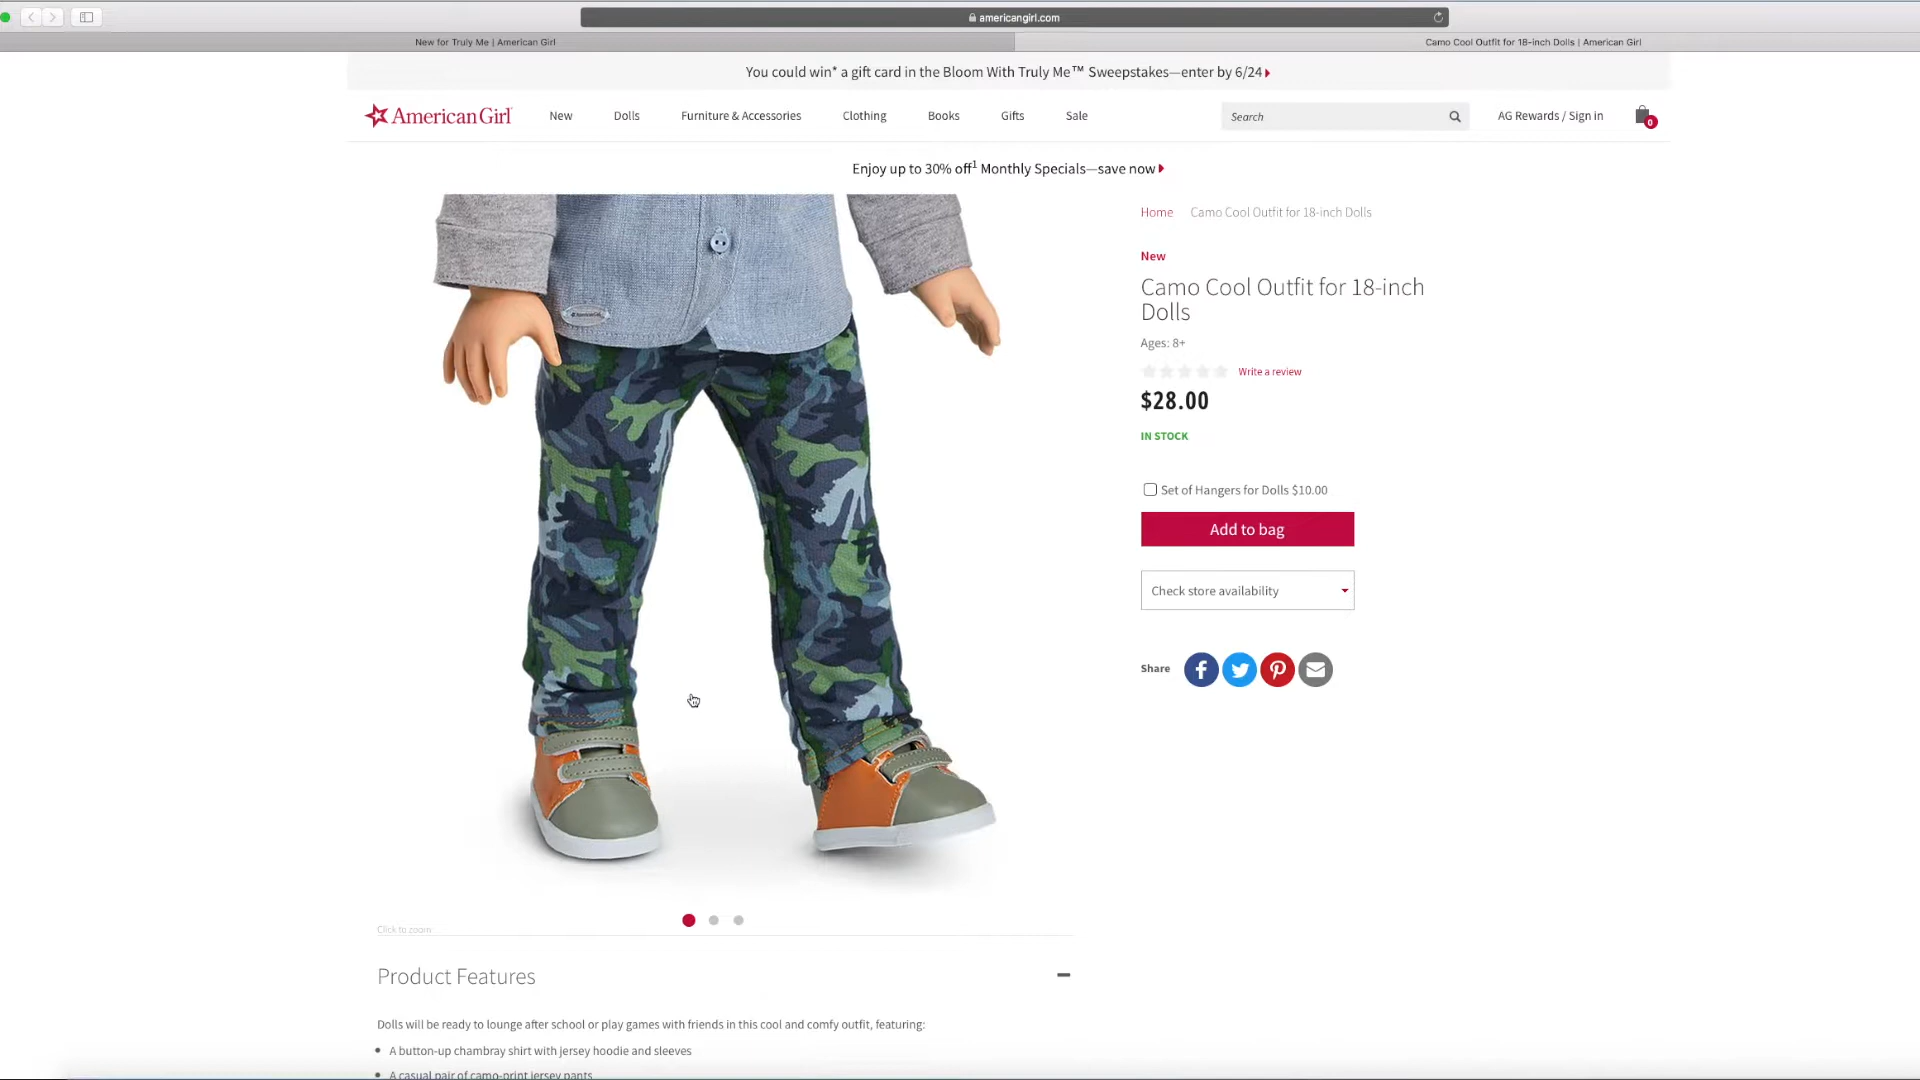 americangirl.com
New for Truly Me | American Girl
Camo Cool Outfit for 18-inch Dolls | American Girl
You could win* a gift card in the Bloom With Truly Me™ Sweepstakes—enter by 6/24
American Girl
New
Dolls
Furniture & Accessories
Clothing
Books
Gifts
Sale
Search
AG Rewards / Sign in
0
Enjoy up to 30% off¹ Monthly Specials—save now
Home
Camo Cool Outfit for 18-inch Dolls
New
Camo Cool Outfit for 18-inch
Dolls
Ages: 8+
Write a review
$28.00
IN STOCK
Set of Hangers for Dolls $10.00
Add to bag
Check store availability
Share
Click to zoom
Product Features
Dolls will be ready to lounge after school or play games with friends in this cool and comfy outfit, featuring:
A button-up chambray shirt with jersey hoodie and sleeves
A casual pair of camo-print jersey pants